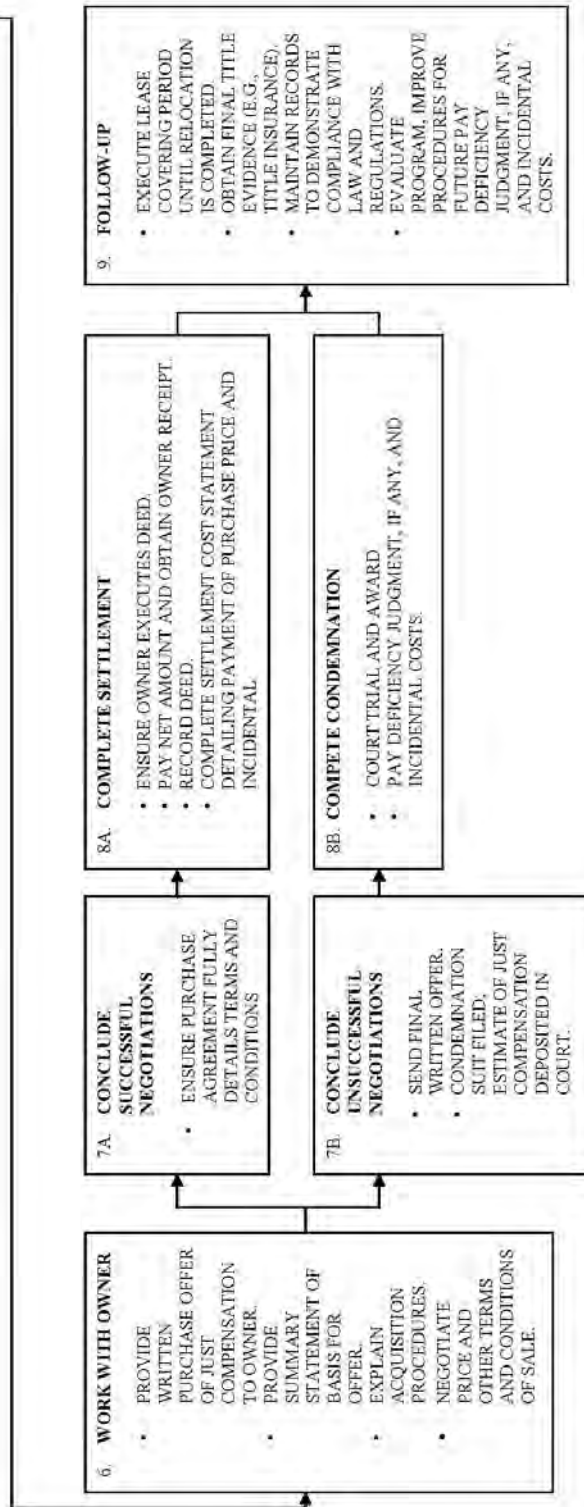 6. WORK WITH OWNER
• PROVIDE
WRITTEN
PURCHASE OFFER
OF JUST
COMPENSATION
TO OWNER.
• PROVIDE
SUMMARY
STATEMENT OF
BASIS FOR
OFFER.
• EXPLAIN
ACQUISITION
PROCEDURES.
• NEGOTIATE
PRICE AND
OTHER TERMS
AND CONDITIONS
OF SALE.
7A. CONCLUDE
SUCCESSFUL
NEGOTIATIONS
• ENSURE PURCHASE
AGREEMENT FULLY
DETAILS TERMS AND
CONDITIONS
7B. CONCLUDE
UNSUCCESSFUL
NEGOTIATIONS
• SEND FINAL
WRITTEN OFFER.
• CONDEMNATION
SUIT FILED;
ESTIMATE OF JUST
COMPENSATION
DEPOSITED IN
COURT.
8A. COMPLETE SETTLEMENT
• ENSURE OWNER EXECUTES DEED.
• PAY NET AMOUNT AND OBTAIN OWNER RECEIPT.
• RECORD DEED.
• COMPLETE SETTLEMENT COST STATEMENT
DETAILING PAYMENT OF PURCHASE PRICE AND
INCIDENTAL
8B. COMPETE CONDEMNATION
• COURT TRIAL AND AWARD
• PAY DEFICIENCY JUDGMENT, IF ANY, AND
INCIDENTAL COSTS.
9. FOLLOW-UP
• EXECUTE LEASE
COVERING PERIOD
UNTIL RELOCATION
IS COMPLETED.
• OBTAIN FINAL TITLE
EVIDENCE (E.G.,
TITLE INSURANCE).
• MAINTAIN RECORDS
TO DEMONSTRATE
COMPLIANCE WITH
LAW AND
REGULATIONS.
• EVALUATE
PROGRAM, IMPROVE
PROCEDURES FOR
FUTURE PAY
DEFICIENCY
JUDGMENT, IF ANY,
AND INCIDENTAL
COSTS.